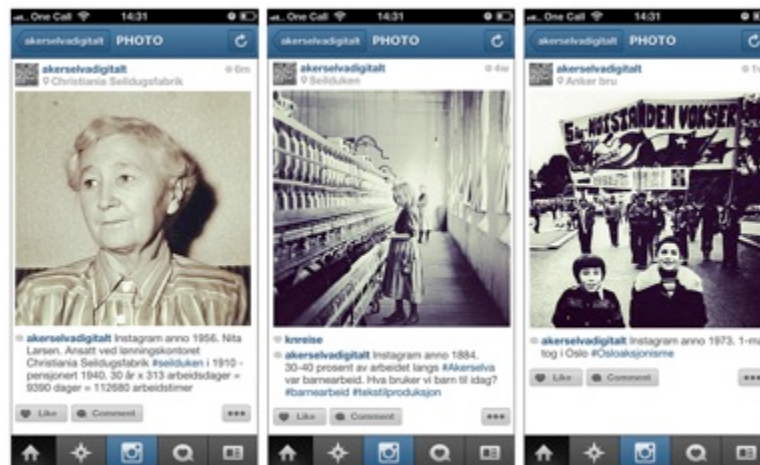 One Call 14:31
akerselvadigitalt PHOTO
akerselvadigitalt 6m
Christiania Seildugsfabrik
akerselvadigitalt Instagram anno 1956. Nita
Larsen. Ansatt ved lønningskontoret
Christiania Seildugsfabrik #seilduken i 1910 -
pensjonert 1940. 30 år x 313 arbeidsdager =
9390 dager = 112680 arbeidstimer
Like Comment
One Call 14:31
akerselvadigitalt PHOTO
akerselvadigitalt 4w
Seilduken
knreise
akerselvadigitalt Instagram anno 1884.
30-40 prosent av arbeidet langs #Akerselva
var barnearbeid. Hva bruker vi barn til idag?
#barnearbeid #tekstilproduksjon
Like Comment
One Call 14:31
akerselvadigitalt PHOTO
akerselvadigitalt
Anker bru
MOTSTANDEN VOKSER
akerselvadigitalt Instagram anno 1973. 1-ma
tog i Oslo #Osloaksjonisme
Like Comment